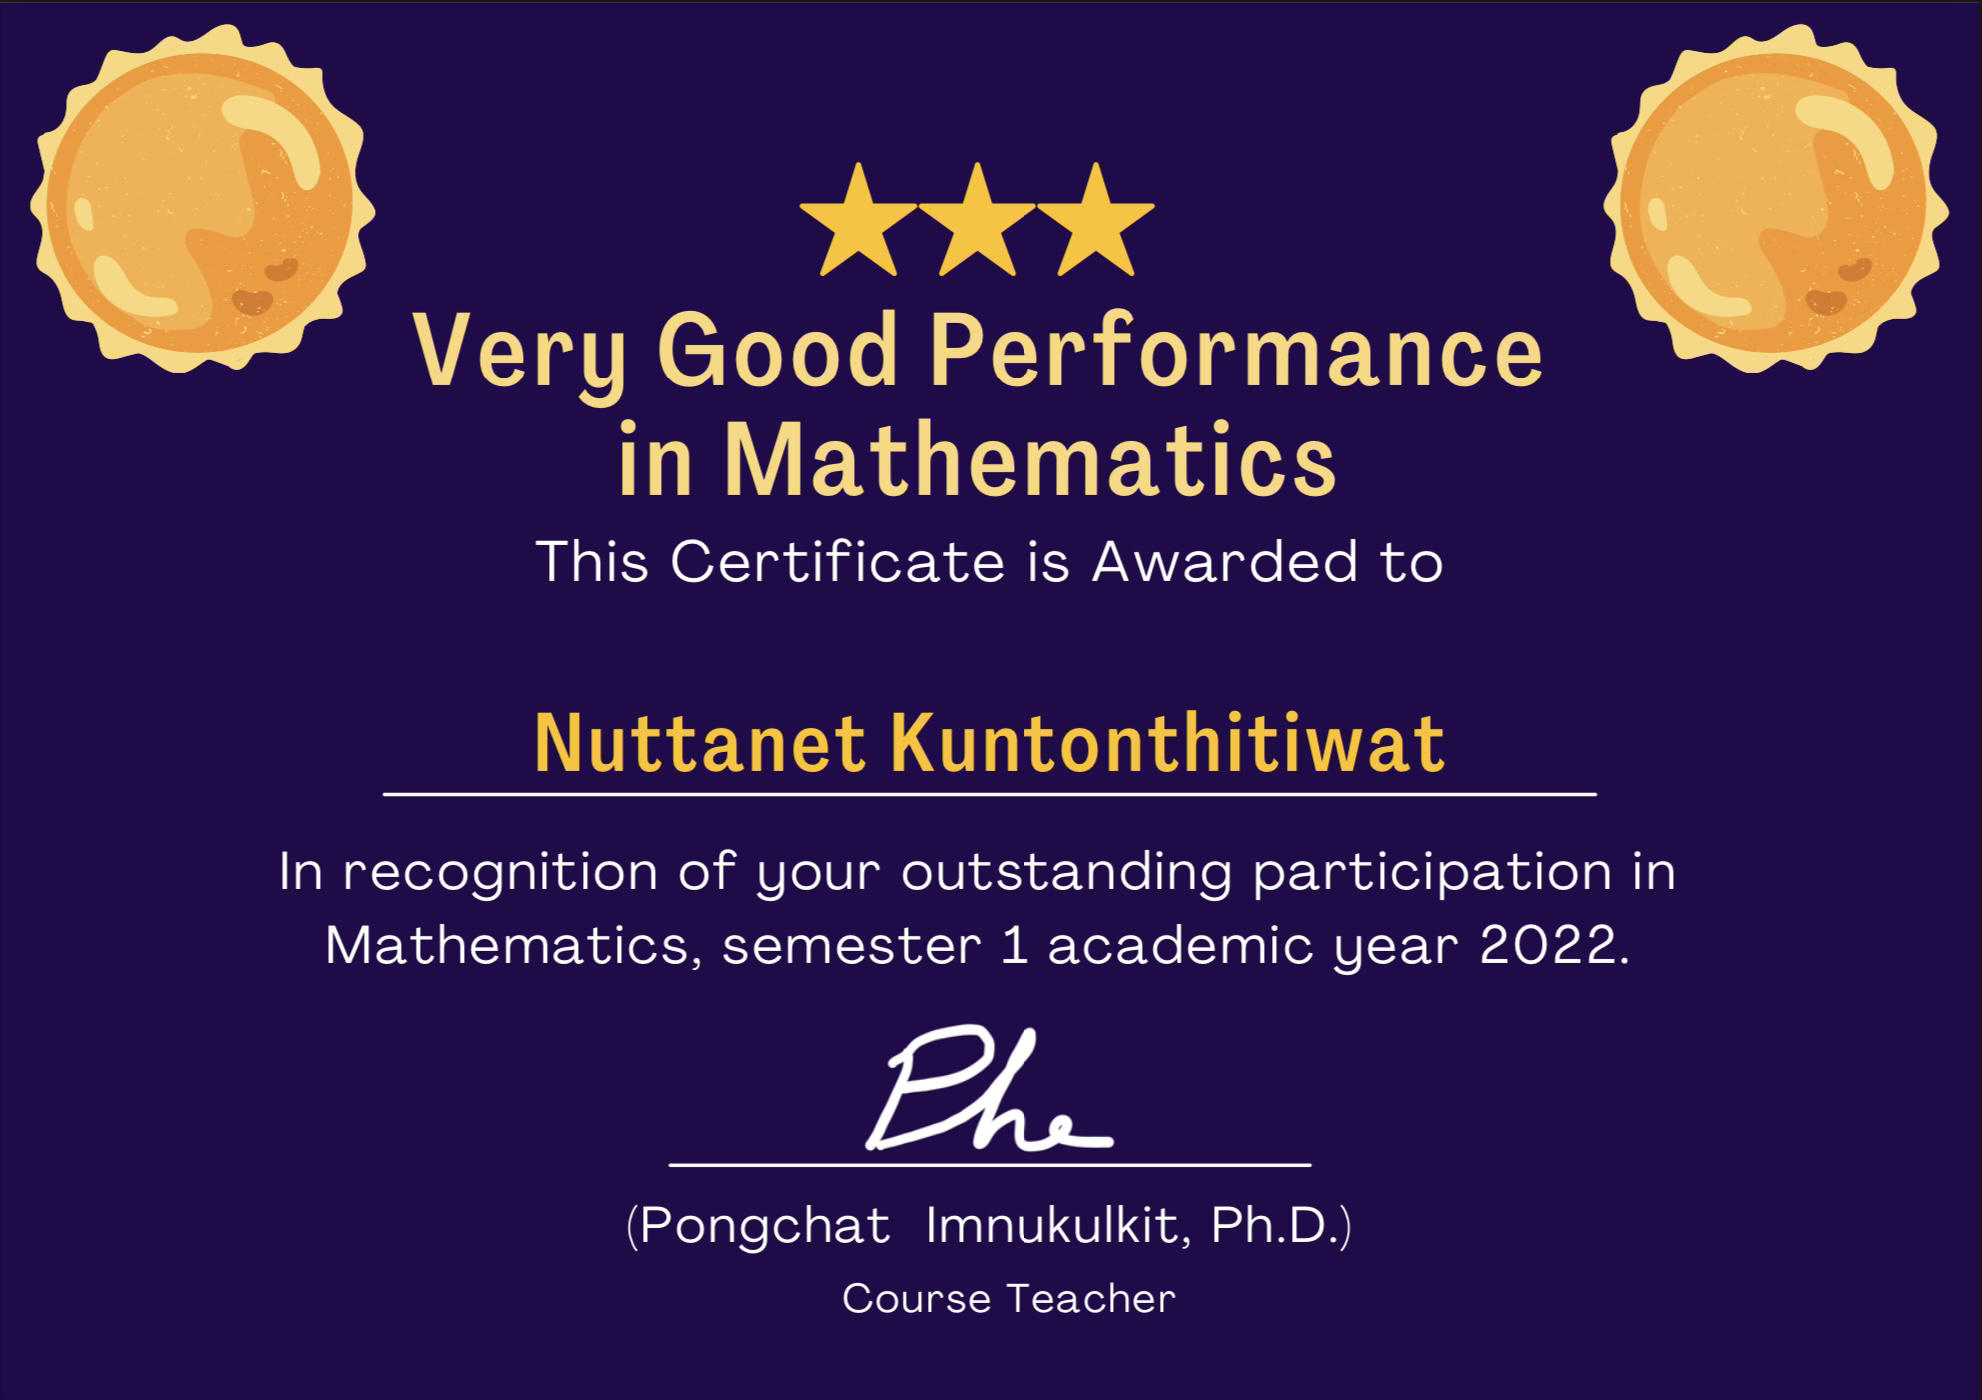 Very Good Performance
in Mathematics
This Certificate is Awarded to
Nuttanet Kuntonthitiwat
In recognition of your outstanding participation in
Mathematics, semester 1 academic year 2022.
Phe
(Pongchat Imnukulkit, Ph.D.)
Course Teacher